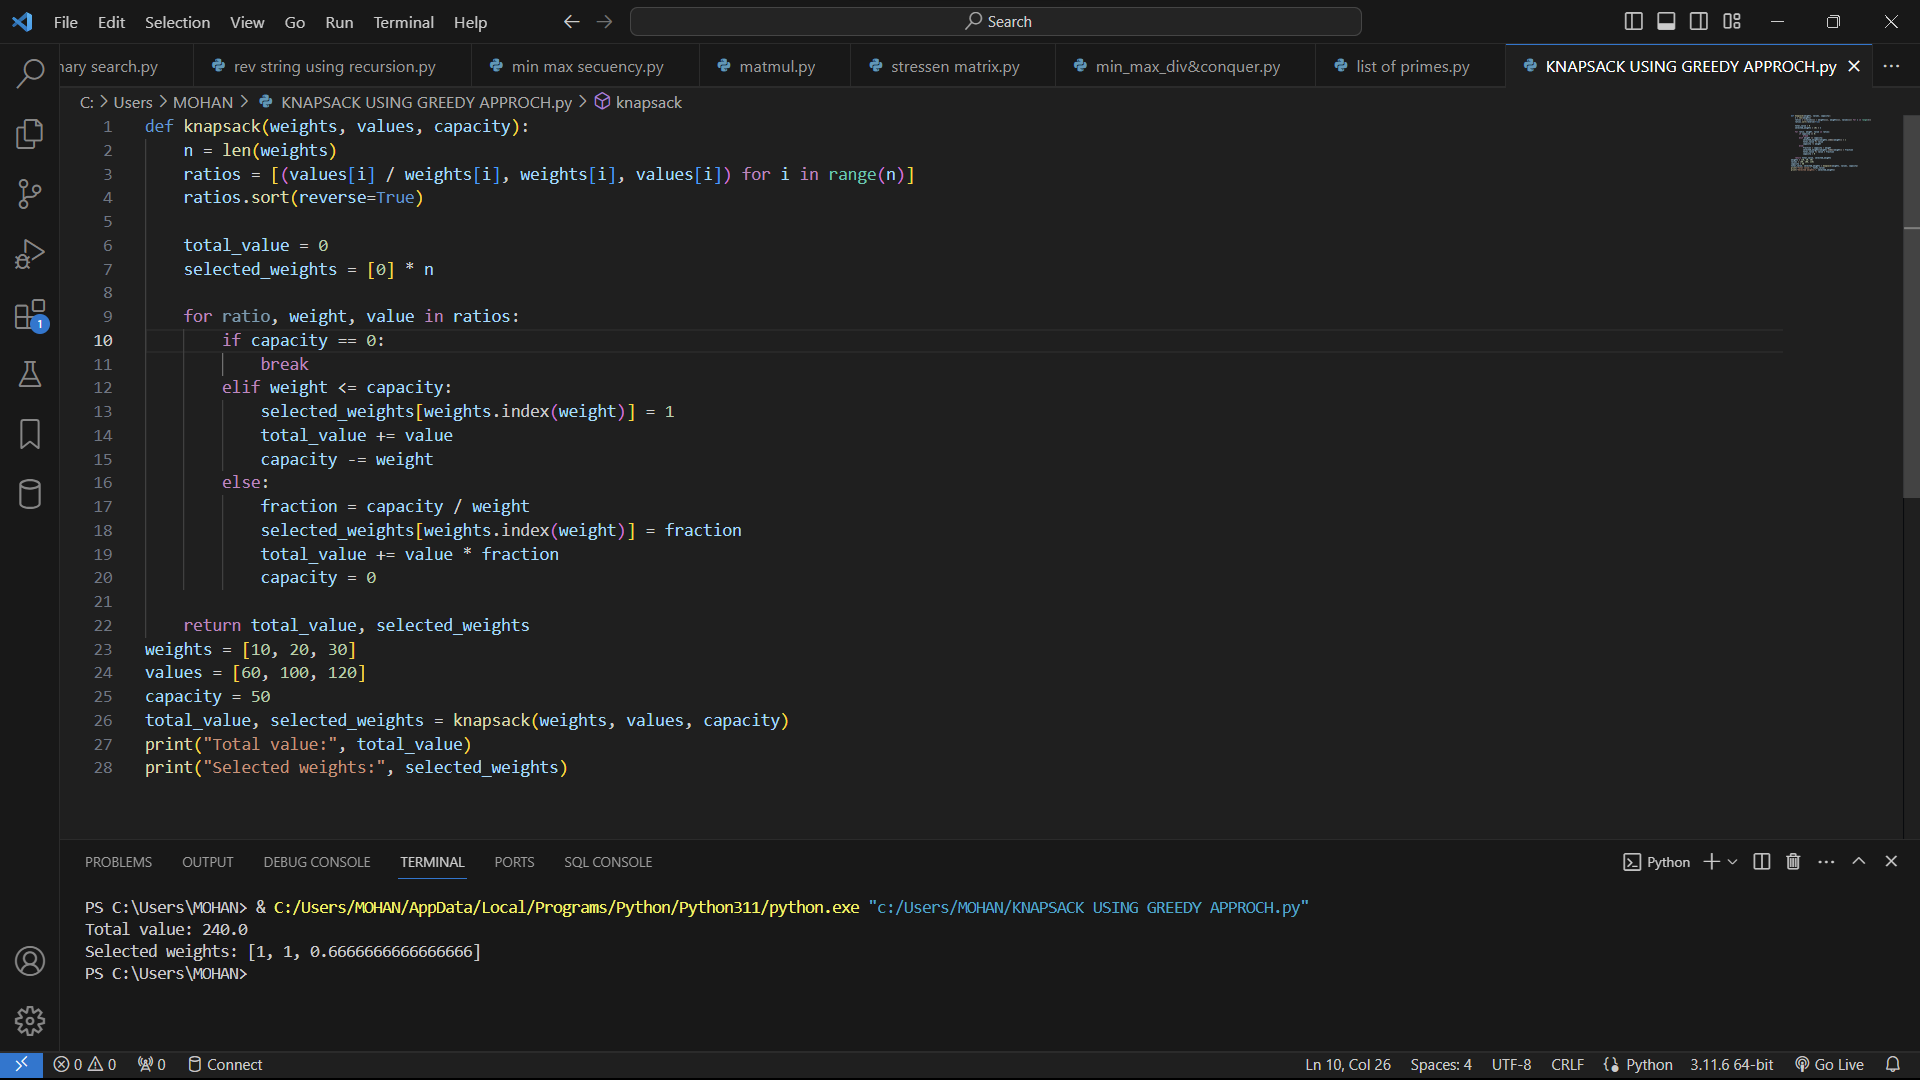 File Edit Selection View Go Run Terminal Help Search
nary search.py rev string using recursion.py min max secuency.py matmul.py stressen matrix.py min_max_div&conquer.py list of primes.py KNAPSACK USING GREEDY APPROCH.py
C: > Users > MOHAN > KNAPSACK USING GREEDY APPROCH.py > knapsack
1 def knapsack(weights, values, capacity):
2 n = len(weights)
3 ratios = [(values[i] / weights[i], weights[i], values[i]) for i in range(n)]
4 ratios.sort(reverse=True)
5
6 total_value = 0
7 selected_weights = [0] * n
8
9 for ratio, weight, value in ratios:
10 if capacity == 0:
11 break
12 elif weight <= capacity:
13 selected_weights[weights.index(weight)] = 1
14 total_value += value
15 capacity -= weight
16 else:
17 fraction = capacity / weight
18 selected_weights[weights.index(weight)] = fraction
19 total_value += value * fraction
20 capacity = 0
21
22 return total_value, selected_weights
23 weights = [10, 20, 30]
24 values = [60, 100, 120]
25 capacity = 50
26 total_value, selected_weights = knapsack(weights, values, capacity)
27 print("Total value:", total_value)
28 print("Selected weights:", selected_weights)
1
PROBLEMS OUTPUT DEBUG CONSOLE TERMINAL PORTS SQL CONSOLE Python
PS C:\Users\MOHAN> & C:/Users/MOHAN/AppData/Local/Programs/Python/Python311/python.exe "c:/Users/MOHAN/KNAPSACK USING GREEDY APPROCH.py"
Total value: 240.0
Selected weights: [1, 1, 0.6666666666666666]
PS C:\Users\MOHAN>
0 0 0 Connect Ln 10, Col 26 Spaces: 4 UTF-8 CRLF Python 3.11.6 64-bit Go Live